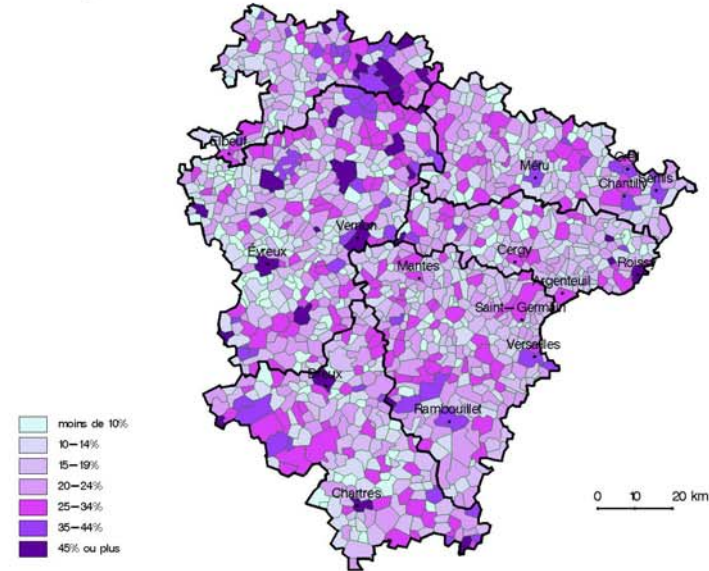 Elbeuf
Creil
Méru
Senlis
Chantilly
Vernon
Évreux
Cergy
Mantes
Roissy
Argenteuil
Saint-Germain
Versailles
Dreux
Rambouillet
Chartres
moins de 10%
10-14%
15-19%
20-24%
25-34%
35-44%
45% ou plus
0 10 20 km